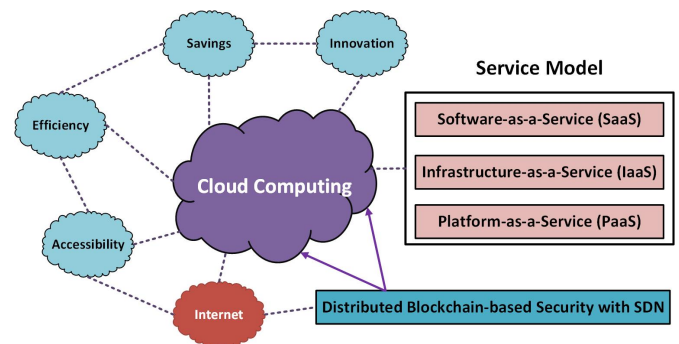 Savings
Innovation
Service Model
Efficiency
Software-as-a-Service (SaaS)
Cloud Computing
Infrastructure-as-a-Service (IaaS)
Platform-as-a-Service (PaaS)
Accessibility
Internet
Distributed Blockchain-based Security with SDN